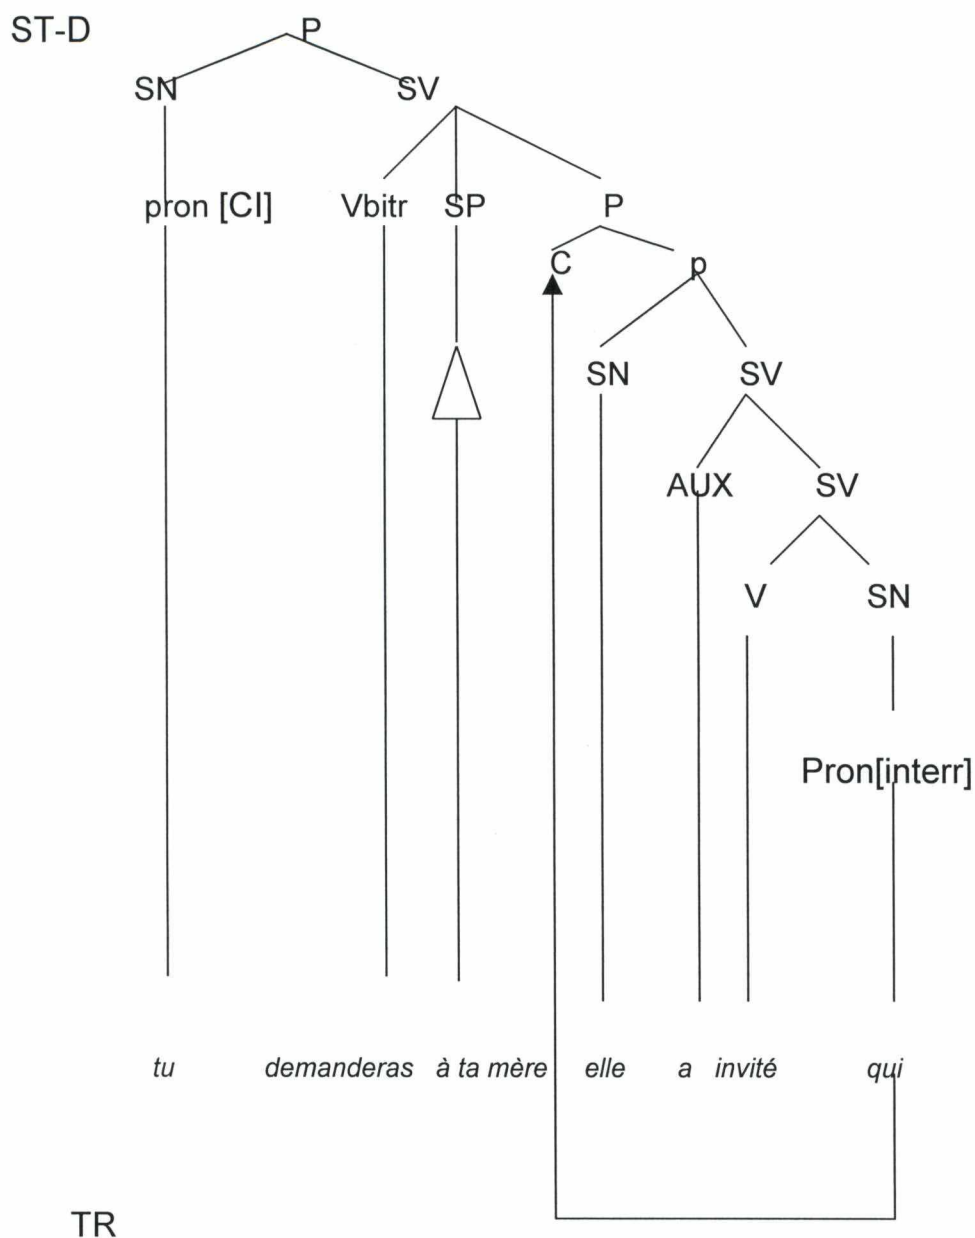 ST-D P
SN SV
pron [CI] Vbitr SP P
C p
SN SV
AUX SV
V SN
Pron[interr]
tu demanderas à ta mère elle a invité qui
TR